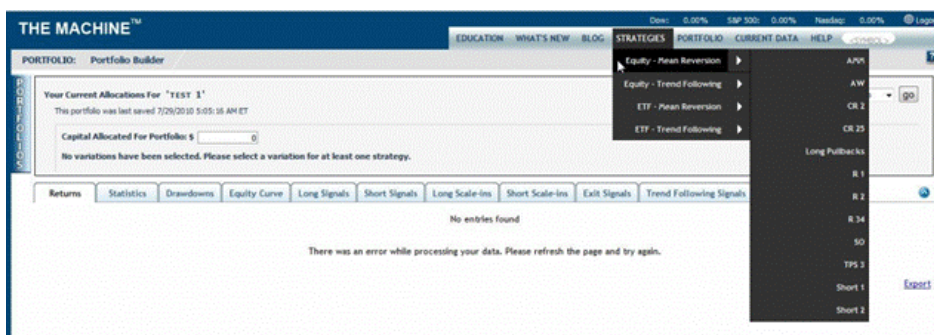 THE MACHINE™
Dow: 0.00% S&P 500: 0.00% Nasdaq: 0.00% Logo
EDUCATION WHAT'S NEW BLOG STRATEGIES PORTFOLIO CURRENT DATA HELP
PORTFOLIO: Portfolio Builder
PORTFOLIOS
Equity - Mean Reversion
Equity - Trend Following
ETF - Mean Reversion
ETF - Trend Following
AW
CR 2
CR 25
Long Pullbacks
R 1
R 2
R 34
SO
TPS 3
Short 1
Short 2
Your Current Allocations For 'TEST 1'
go
This portfolio was last saved 7/29/2010 5:05:16 AM ET
Capital Allocated For Portfolio: $ 0
No variations have been selected. Please select a variation for at least one strategy.
Returns Statistics Drawdowns Equity Curve Long Signals Short Signals Long Scale-ins Short Scale-ins Exit Signals Trend Following Signals
No entries found
There was an error while processing your data. Please refresh the page and try again.
Export